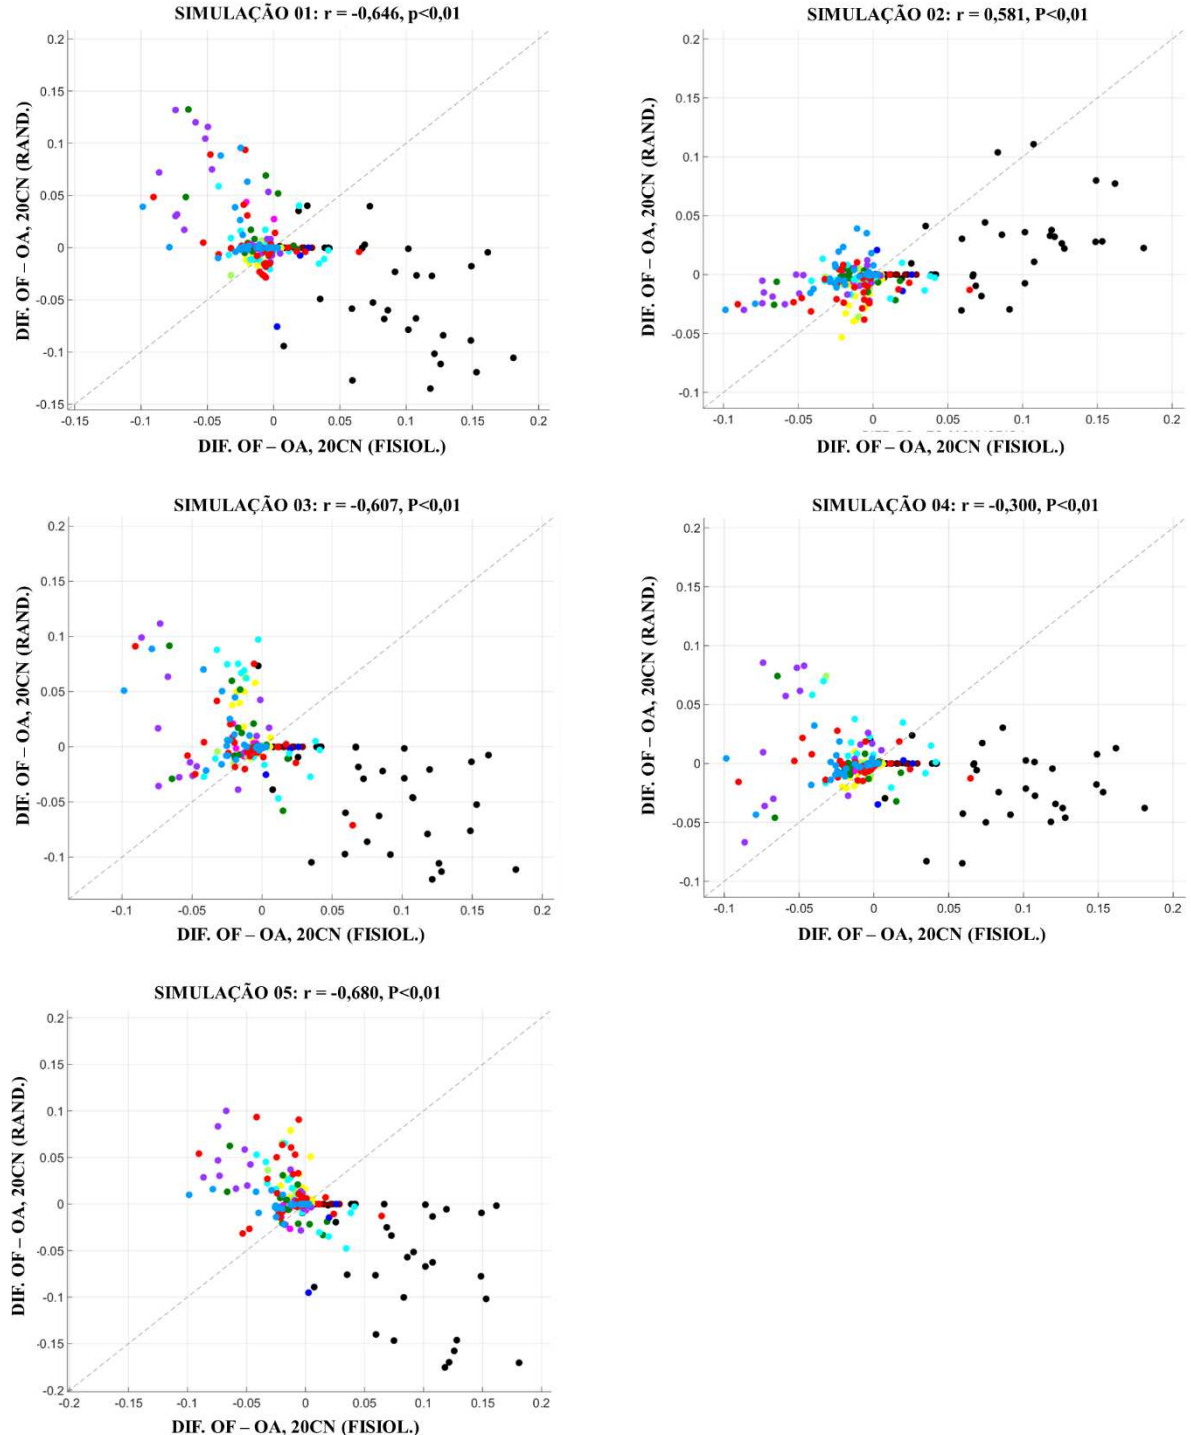 SIMULAÇÃO 01: r = -0,646, p<0,01
0.2
0.15
0.1
0.05
0
-0.05
-0.1
-0.15
-0.15 -0.1 -0.05 0 0.05 0.1 0.15 0.2
DIF. OF – OA, 20CN (RAND.)
DIF. OF – OA, 20CN (FISIOL.)
SIMULAÇÃO 02: r = 0,581, P<0,01
0.2
0.15
0.1
0.05
0
-0.05
-0.1
-0.1 -0.05 0 0.05 0.1 0.15 0.2
DIF. OF – OA, 20CN (RAND.)
DIF. OF – OA, 20CN (FISIOL.)
SIMULAÇÃO 03: r = -0,607, P<0,01
0.2
0.15
0.1
0.05
0
-0.05
-0.1
-0.1 -0.05 0 0.05 0.1 0.15 0.2
DIF. OF – OA, 20CN (RAND.)
DIF. OF – OA, 20CN (FISIOL.)
SIMULAÇÃO 04: r = -0,300, P<0,01
0.2
0.15
0.1
0.05
0
-0.05
-0.1
-0.1 -0.05 0 0.05 0.1 0.15 0.2
DIF. OF – OA, 20CN (RAND.)
DIF. OF – OA, 20CN (FISIOL.)
SIMULAÇÃO 05: r = -0,680, P<0,01
0.2
0.15
0.1
0.05
0
-0.05
-0.1
-0.15
-0.2
-0.2 -0.15 -0.1 -0.05 0 0.05 0.1 0.15 0.2
DIF. OF – OA, 20CN (RAND.)
DIF. OF – OA, 20CN (FISIOL.)